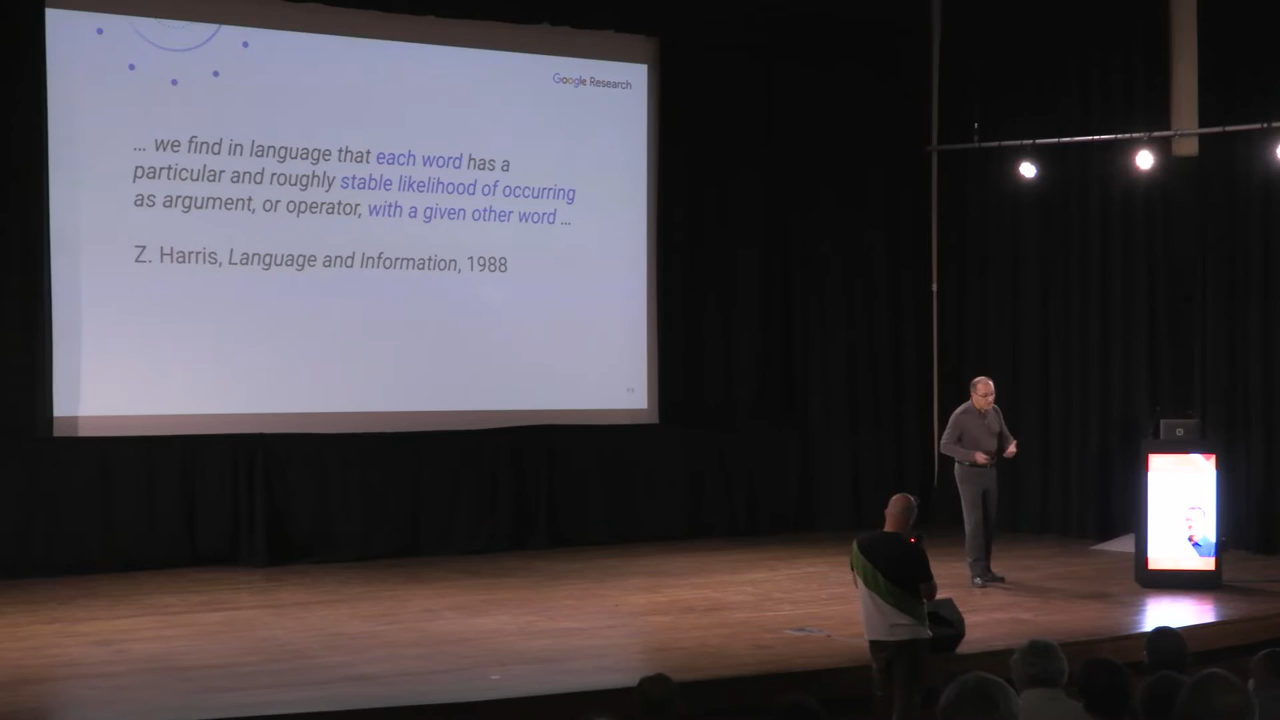 Google Research
… we find in language that each word has a
particular and roughly stable likelihood of occurring
as argument, or operator, with a given other word …
Z. Harris, Language and Information, 1988